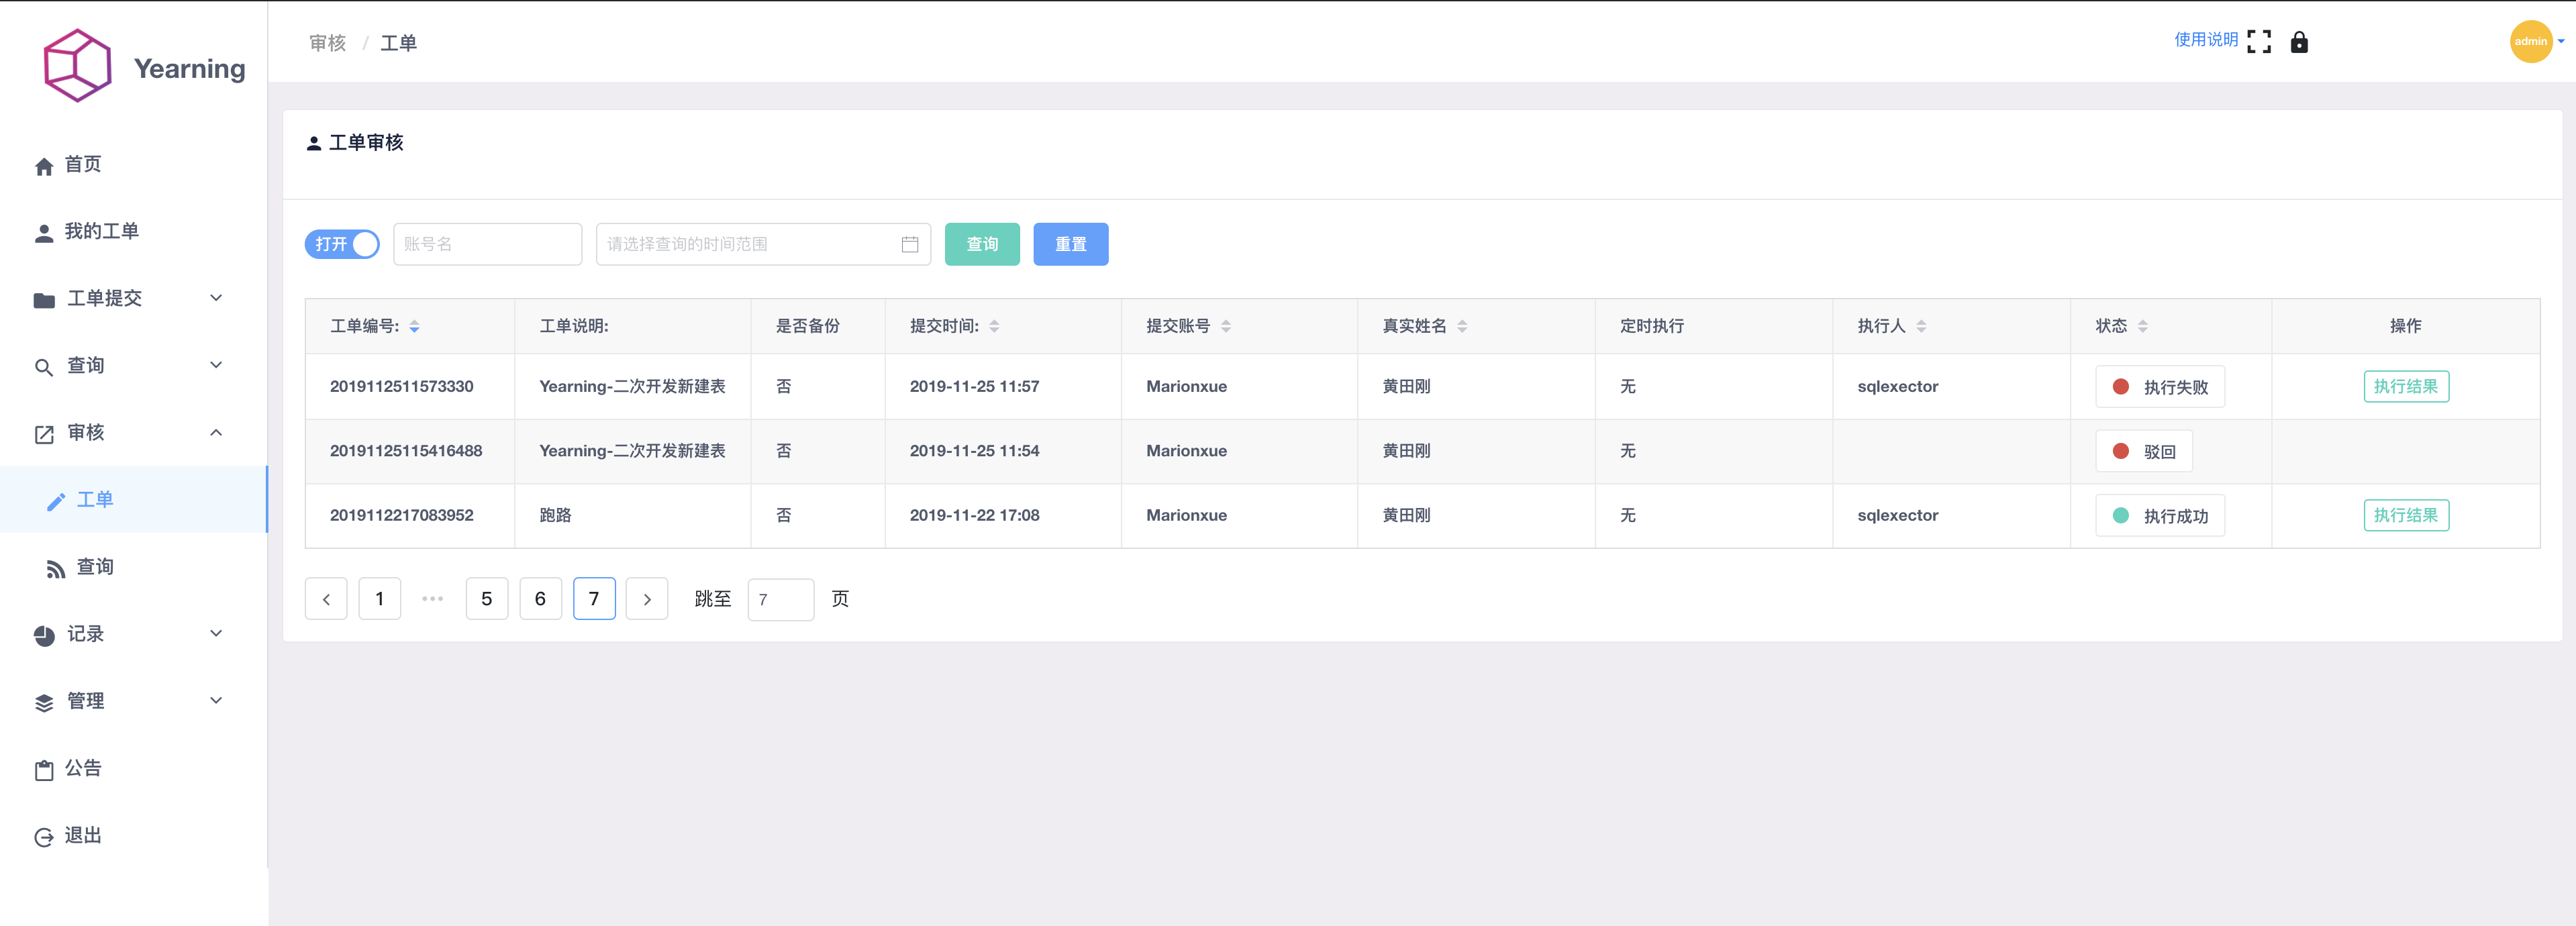 Yearning
首页
我的工单
工单提交
查询
审核
工单
查询
记录
管理
公告
退出
审核 / 工单
使用说明
admin
工单审核
打开 账号名 请选择查询的时间范围 查询 重置
工单编号: 工单说明: 是否备份 提交时间: 提交账号 真实姓名 定时执行 执行人 状态 操作
2019112511573330 Yearning-二次开发新建表 否 2019-11-25 11:57 Marionxue 黄田刚 无 sqlexector 执行失败 执行结果
20191125115416488 Yearning-二次开发新建表 否 2019-11-25 11:54 Marionxue 黄田刚 无 驳回
2019112217083952 跑路 否 2019-11-22 17:08 Marionxue 黄田刚 无 sqlexector 执行成功 执行结果
1 ••• 5 6 7 跳至 7 页